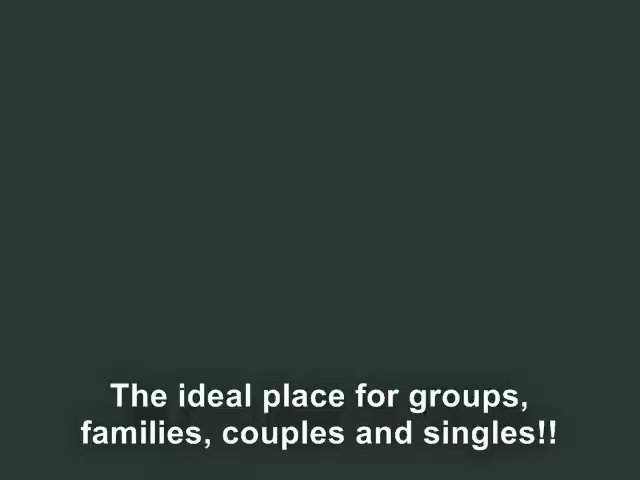 The ideal place for groups,
families, couples and singles!!